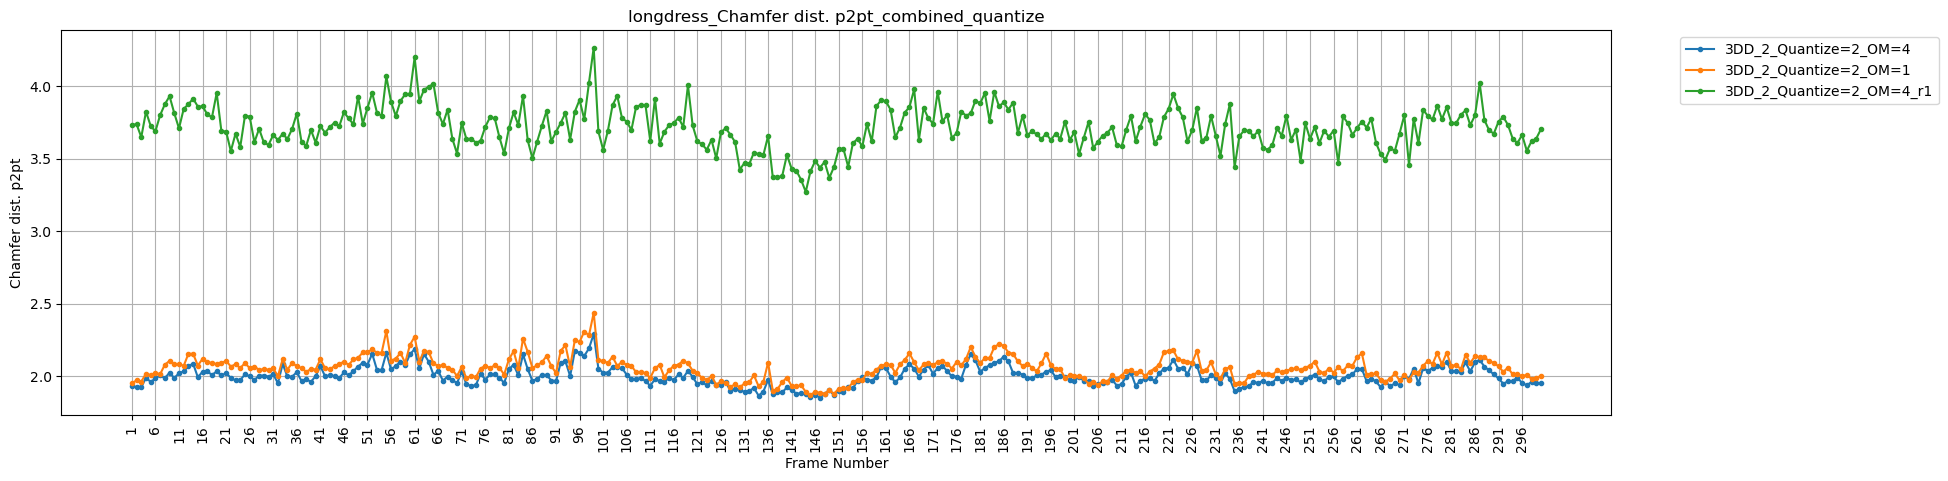 longdress_Chamfer dist. p2pt_combined_quantize
3DD_2_Quantize=2_OM=4
3DD_2_Quantize=2_OM=1
3DD_2_Quantize=2_OM=4_r1
Chamfer dist. p2pt
4.0
3.5
3.0
2.5
2.0
1 6 11 16 21 26 31 36 41 46 51 56 61 66 71 76 81 86 91 96 101 106 111 116 121 126 131 136 141 146 151 156 161 166 171 176 181 186 191 196 201 206 211 216 221 226 231 236 241 246 251 256 261 266 271 276 281 286 291 296
Frame Number